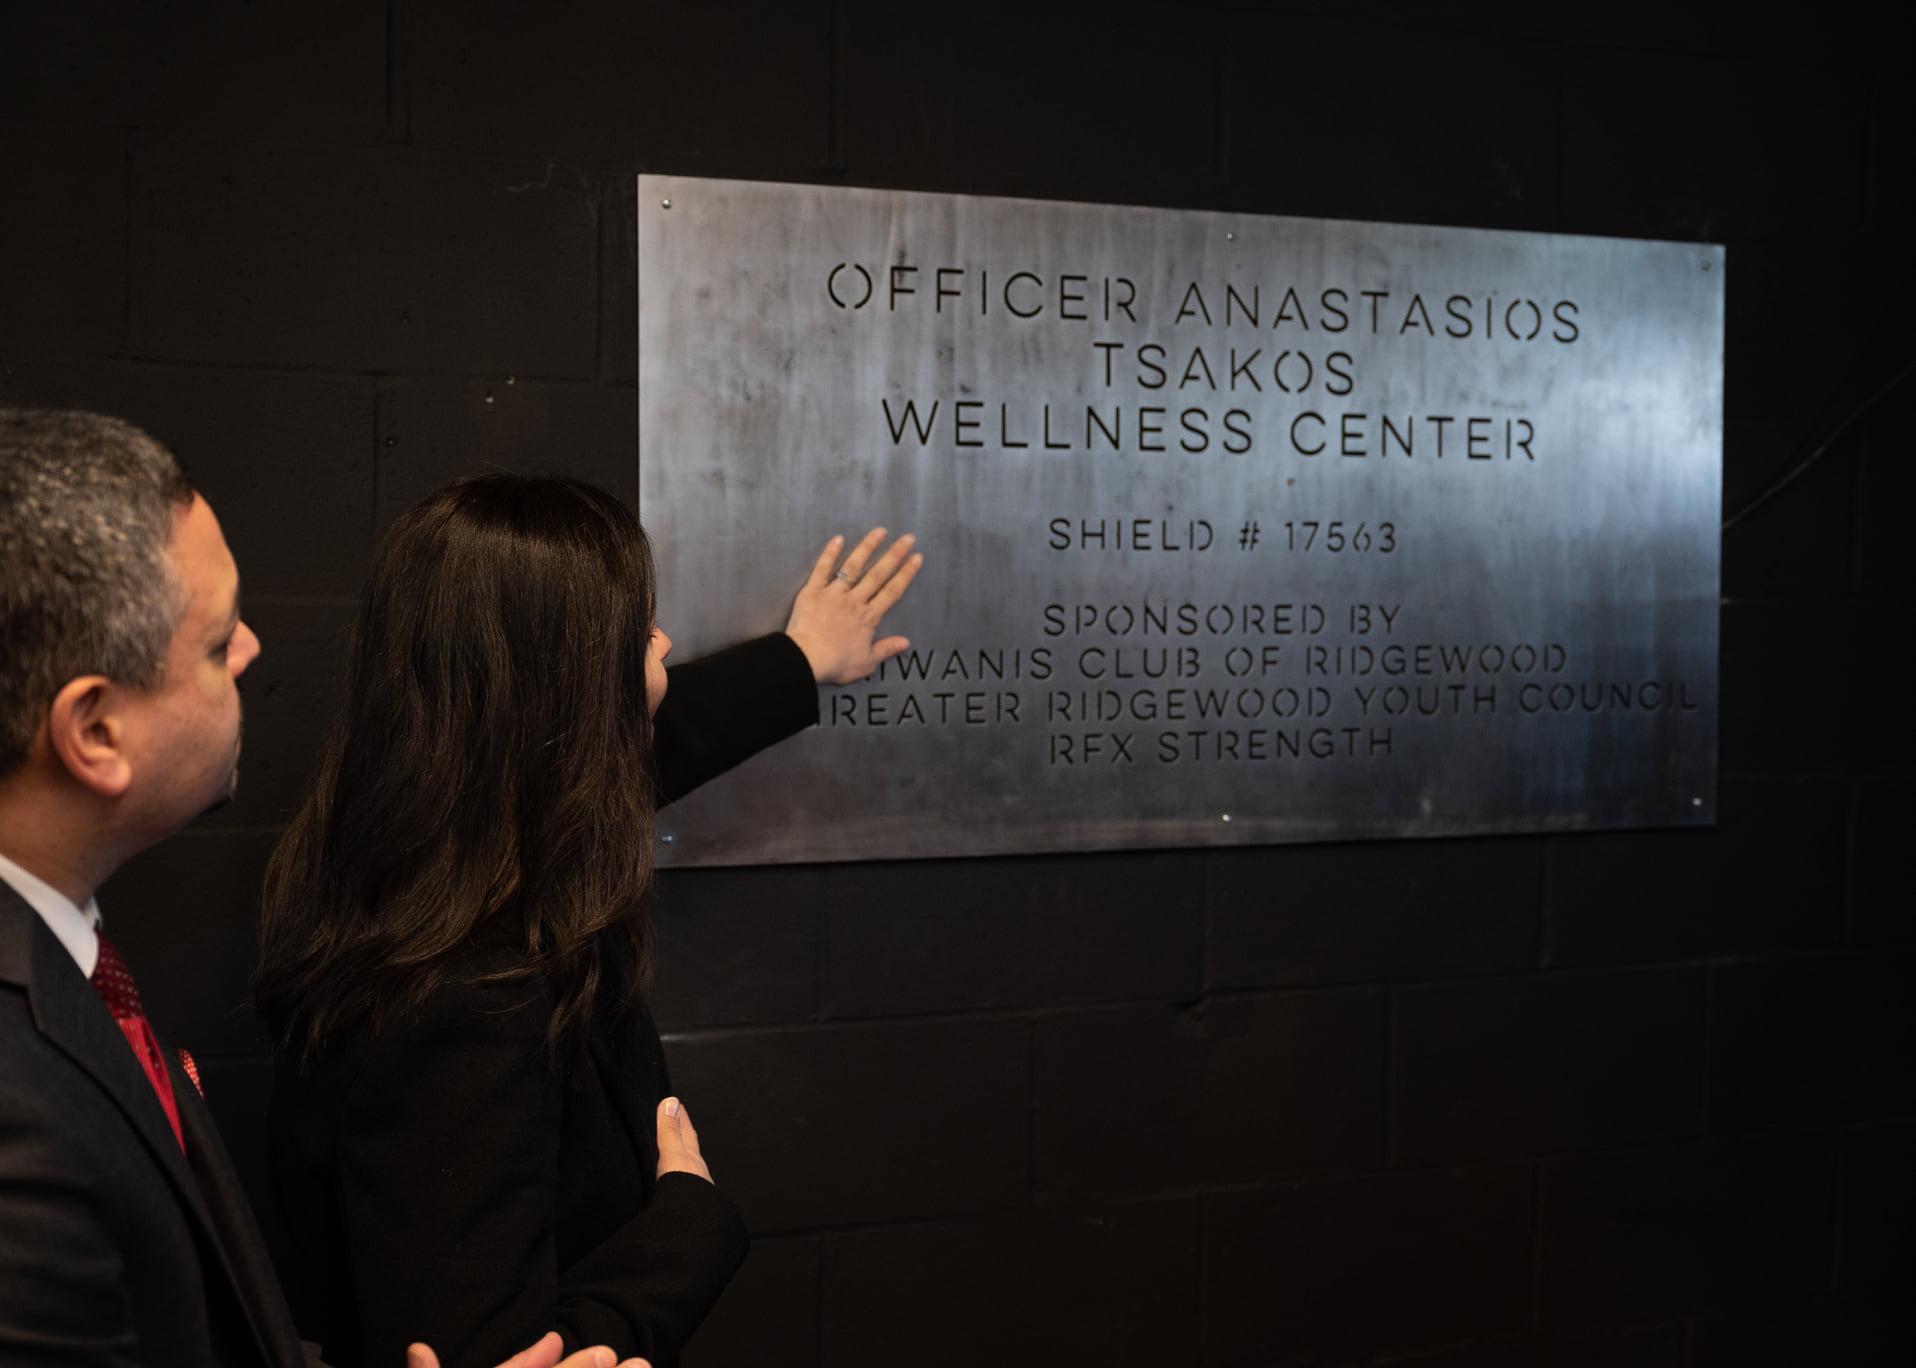 OFFICER ANASTASIOS
TSAKOS
WELLNESS CENTER
SHIELD # 17563
SPONSORED BY
CLUB OF RIDGEWOOD
RIDGEWOOD YOUTH COUNCIL
RFX STRENGTH